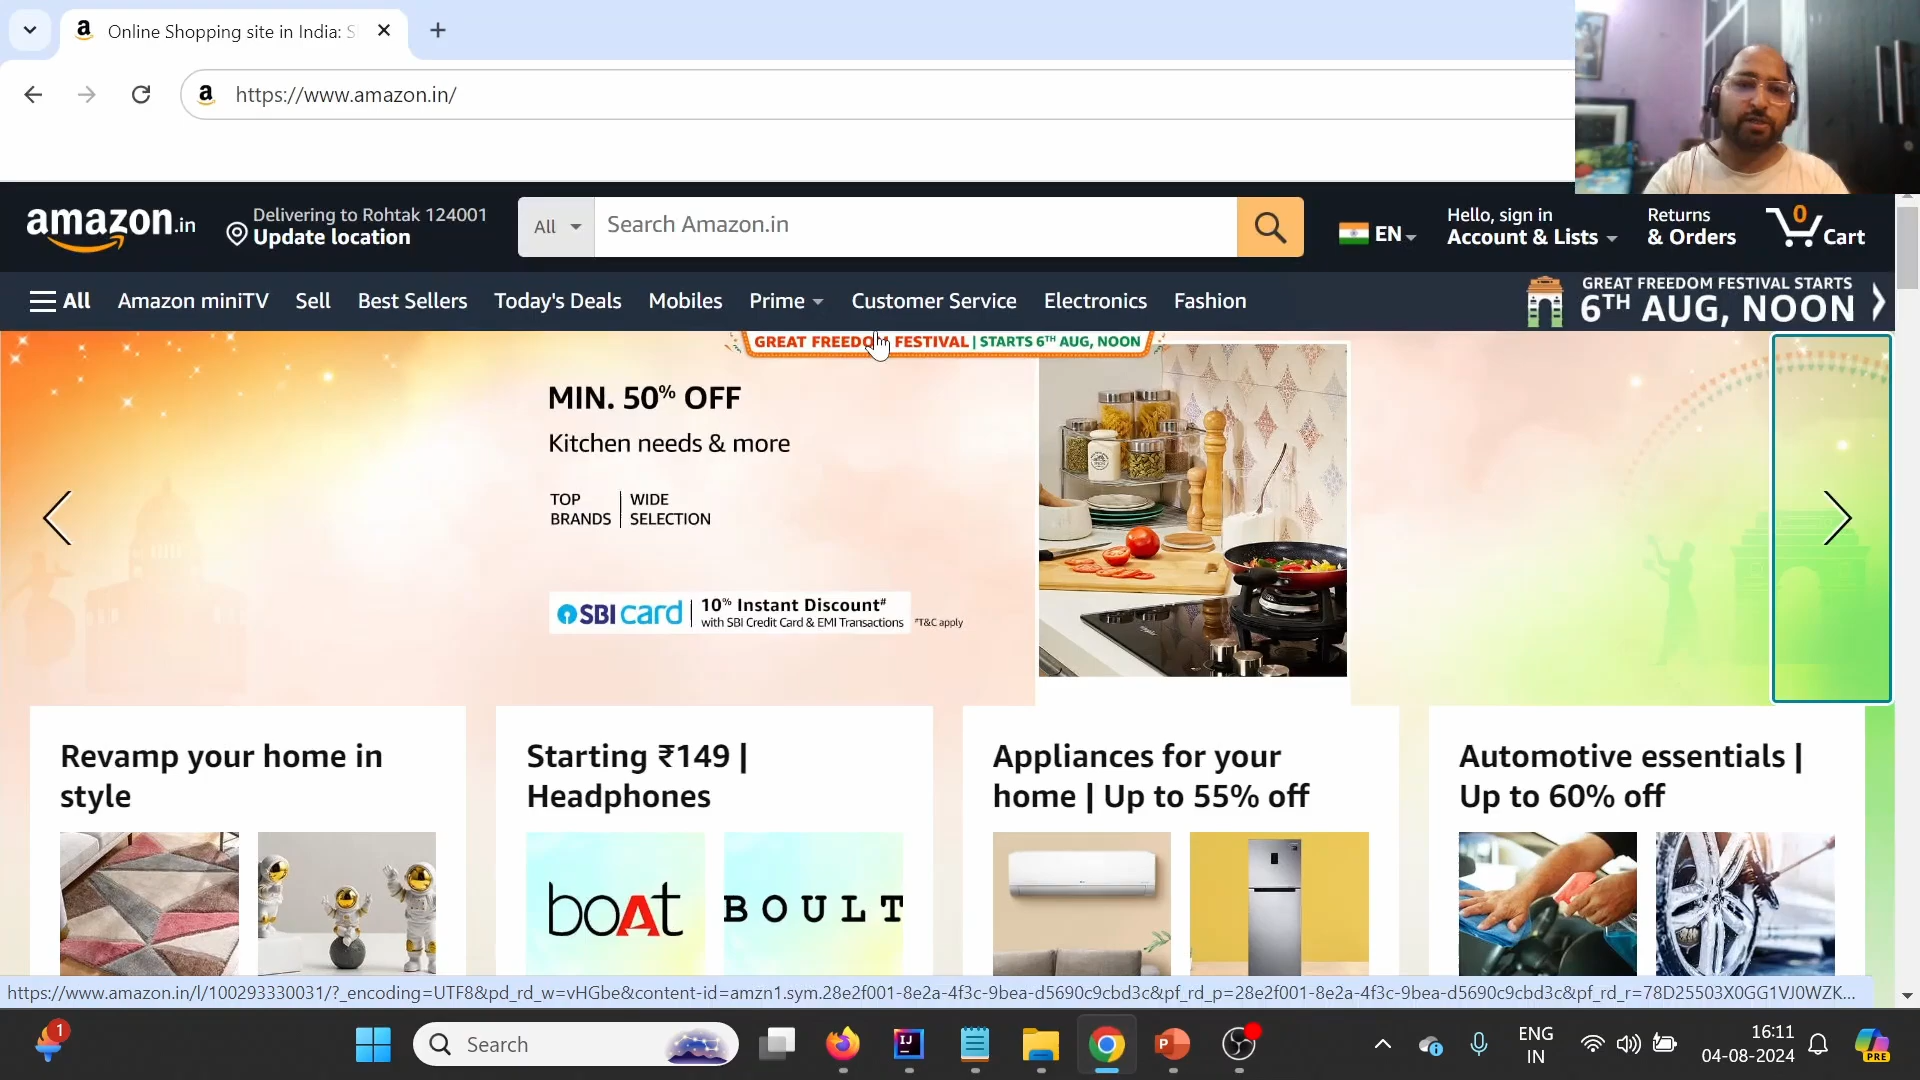 Online Shopping site in India: S
https://www.amazon.in/
amazon.in
Delivering to Rohtak 124001
Update location
All
Search Amazon.in
EN
Hello, sign in
Account & Lists
Returns
& Orders
0
Cart
All
Amazon miniTV
Sell
Best Sellers
Today's Deals
Mobiles
Prime
Customer Service
Electronics
Fashion
GREAT FREEDOM FESTIVAL STARTS
6TH AUG, NOON
GREAT FREEDOM FESTIVAL | STARTS 6TH AUG, NOON
MIN. 50% OFF
Kitchen needs & more
TOP
BRANDS
WIDE
SELECTION
SBI card
10% Instant Discount#
with SBI Credit Card & EMI Transactions
#T&C apply
Revamp your home in
style
Starting ₹149 |
Headphones
Appliances for your
home | Up to 55% off
Automotive essentials |
Up to 60% off
boAt
BOULT
https://www.amazon.in/l/100293330031/?_encoding=UTF8&pd_rd_w=vHGbe&content-id=amzn1.sym.28e2f001-8e2a-4f3c-9bea-d5690c9cbd3c&pf_rd_p=28e2f001-8e2a-4f3c-9bea-d5690c9cbd3c&pf_rd_r=78D25503X0GG1VJ0WZK...
1
Search
IJ
P
ENG
IN
16:11
04-08-2024
PRE